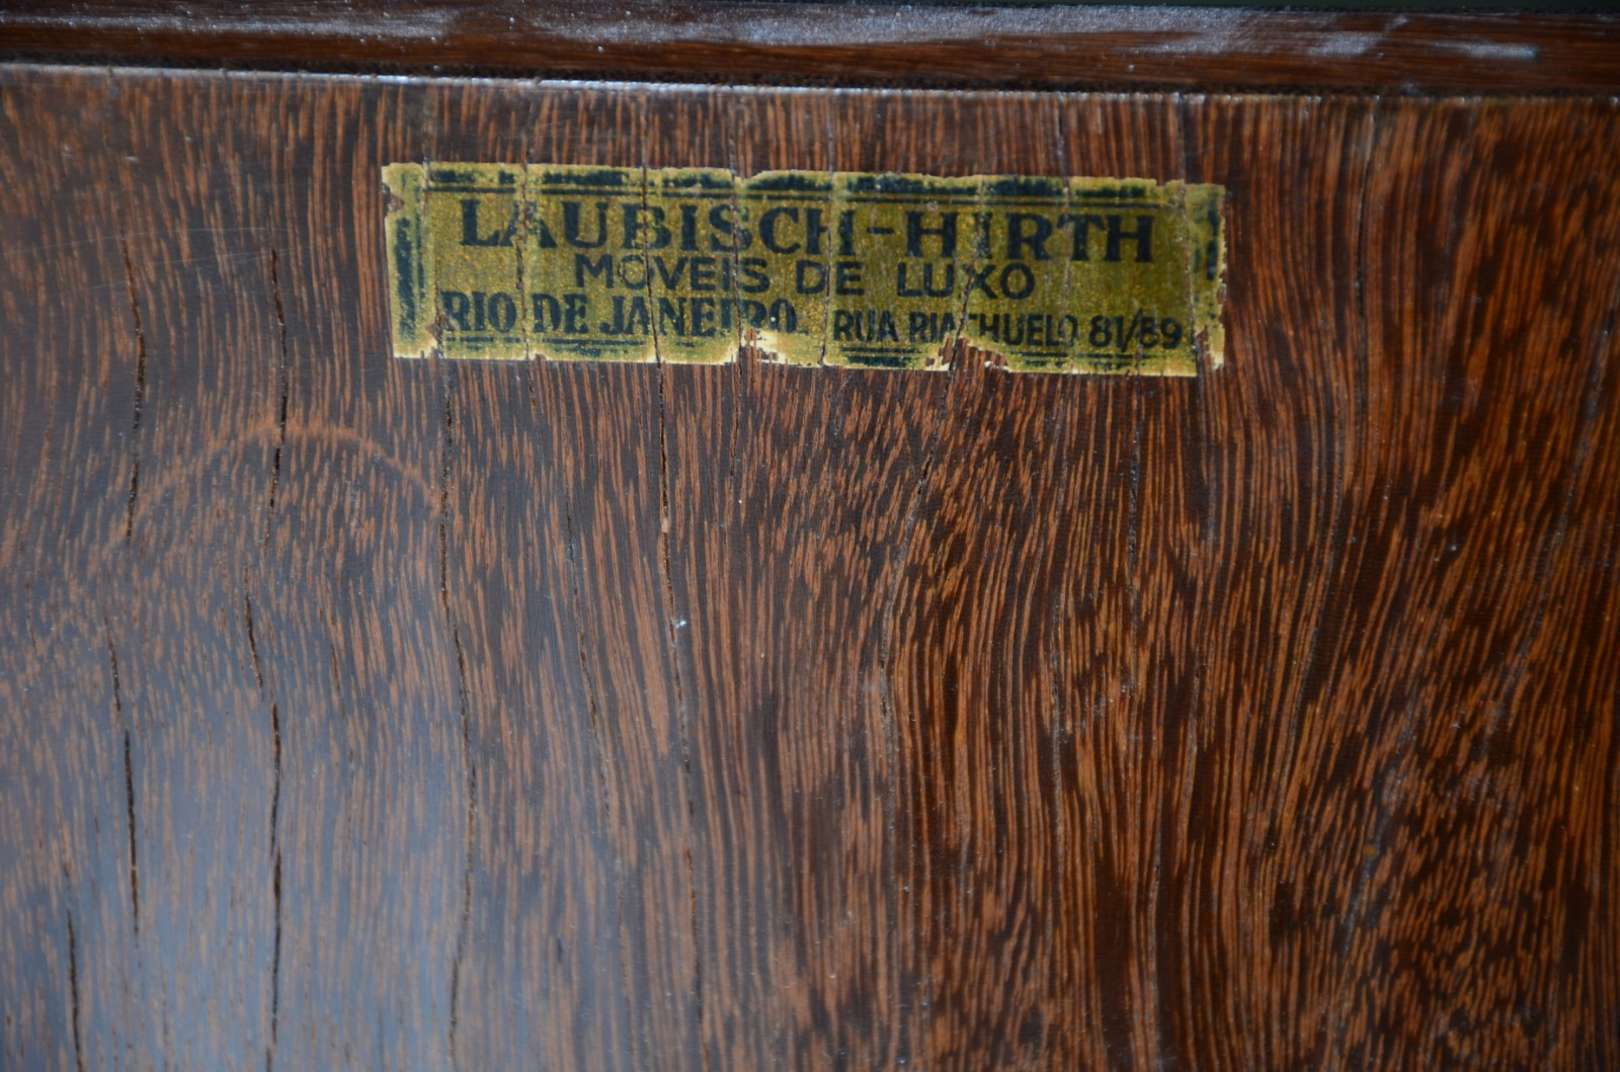 LAUBISCH-HIRTH
MOVEIS DE LUXO
RIO DE JANEIRO. RUA RIACHUELO 81/89